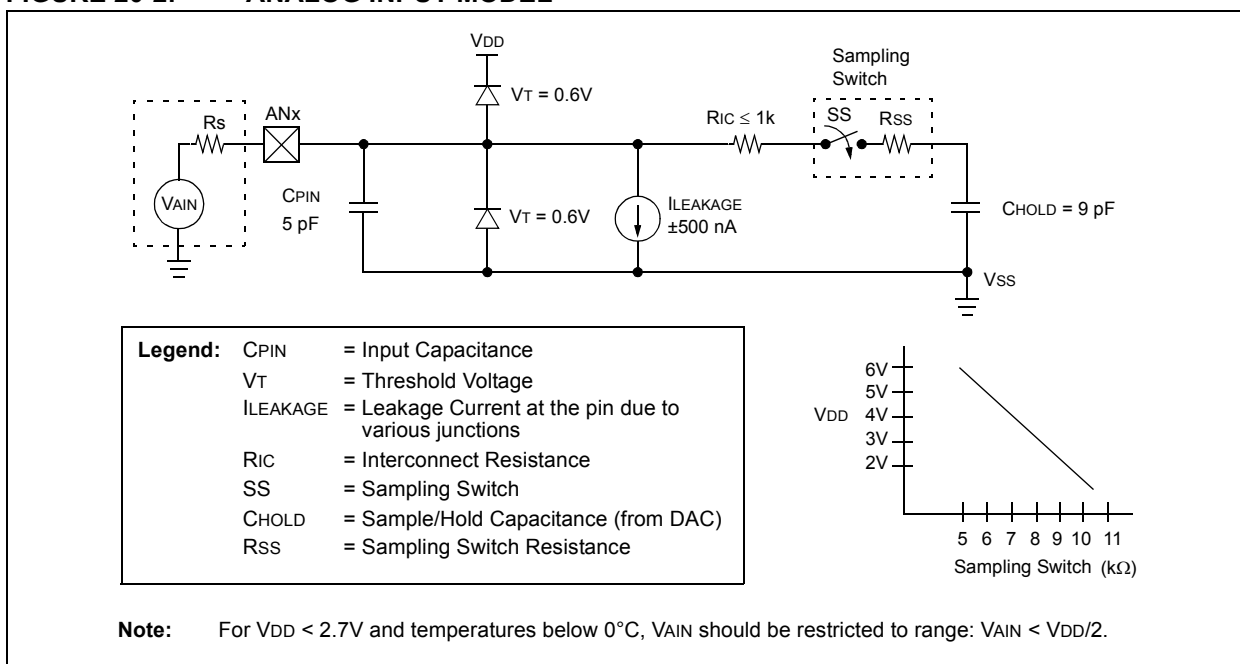 FIGURE 20-2: ANALOG INPUT MODEL
VDD
Sampling
Switch
VT = 0.6V
ANx
Rs
RIC ≤ 1k
SS
RSS
VAIN
CPIN
5 pF
VT = 0.6V
ILEAKAGE
±500 nA
CHOLD = 9 pF
VSS
Legend: CPIN = Input Capacitance
VT = Threshold Voltage
ILEAKAGE = Leakage Current at the pin due to
various junctions
RIC = Interconnect Resistance
SS = Sampling Switch
CHOLD = Sample/Hold Capacitance (from DAC)
RSS = Sampling Switch Resistance
6V
5V
VDD 4V
3V
2V
5 6 7 8 9 10 11
Sampling Switch (kΩ)
Note: For VDD < 2.7V and temperatures below 0°C, VAIN should be restricted to range: VAIN < VDD/2.